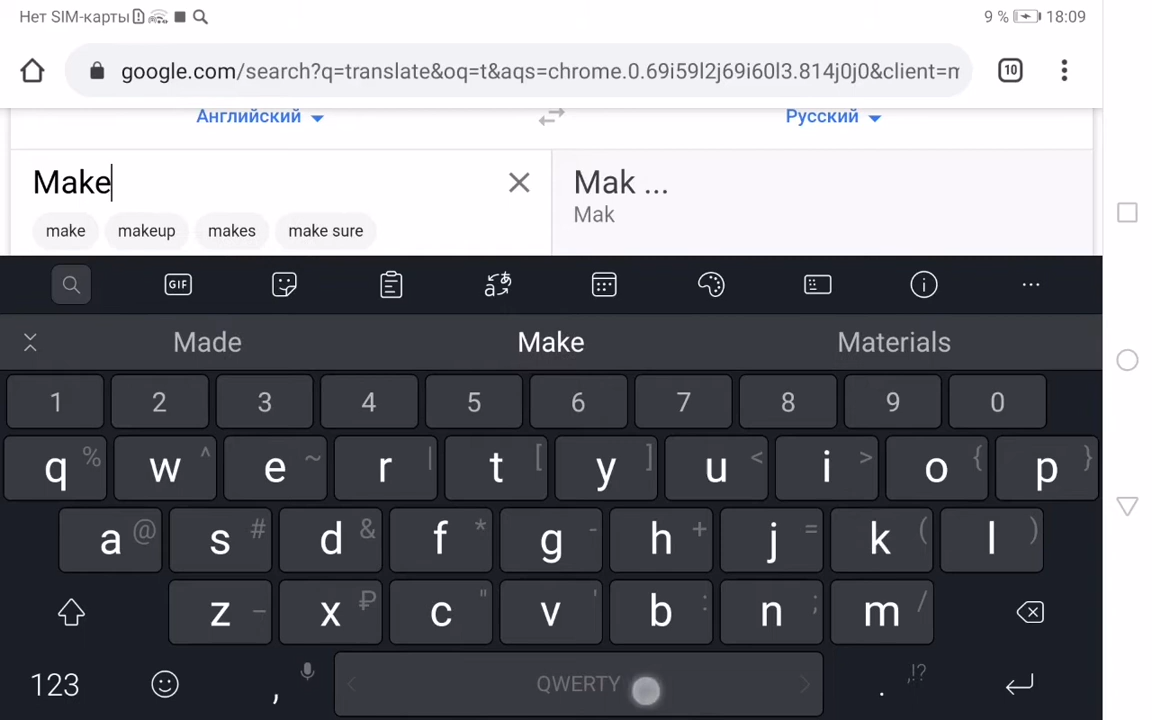 Нет SIM-карты 9 % 18:09
google.com/search?q=translate&oq=t&aqs=chrome.0.69i59l2j69i60l3.814j0j0&client=m 10
Английский Русский
Make Mak ...
make makeup makes make sure Mak
GIF
Made Make Materials
1 2 3 4 5 6 7 8 9 0
q % w ^ e ~ r | t [ y ] u < i > o { p }
a @ s # d & f * g - h + j = k ( l )
z _ x ₽ c " v ' b : n ; m /
123 , QWERTY . ,!?